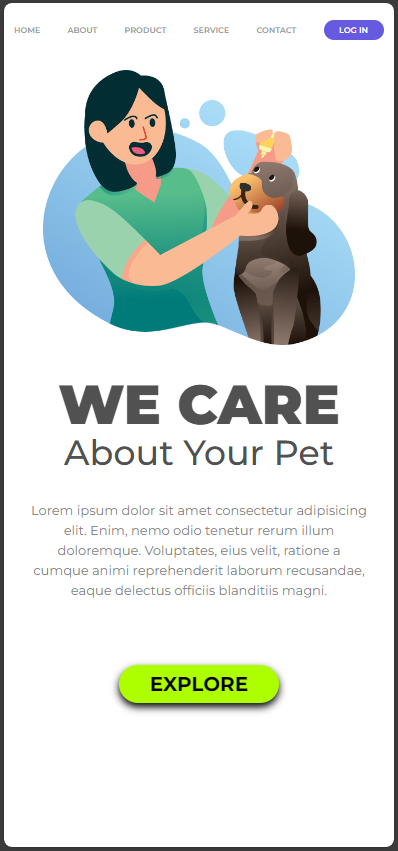 HOME ABOUT PRODUCT SERVICE CONTACT LOG IN
WE CARE
About Your Pet
Lorem ipsum dolor sit amet consectetur adipisicing
elit. Enim, nemo odio tenetur rerum illum
doloremque. Voluptates, eius velit, ratione a
cumque animi reprehenderit laborum recusandae,
eaque delectus officiis blanditiis magni.
EXPLORE